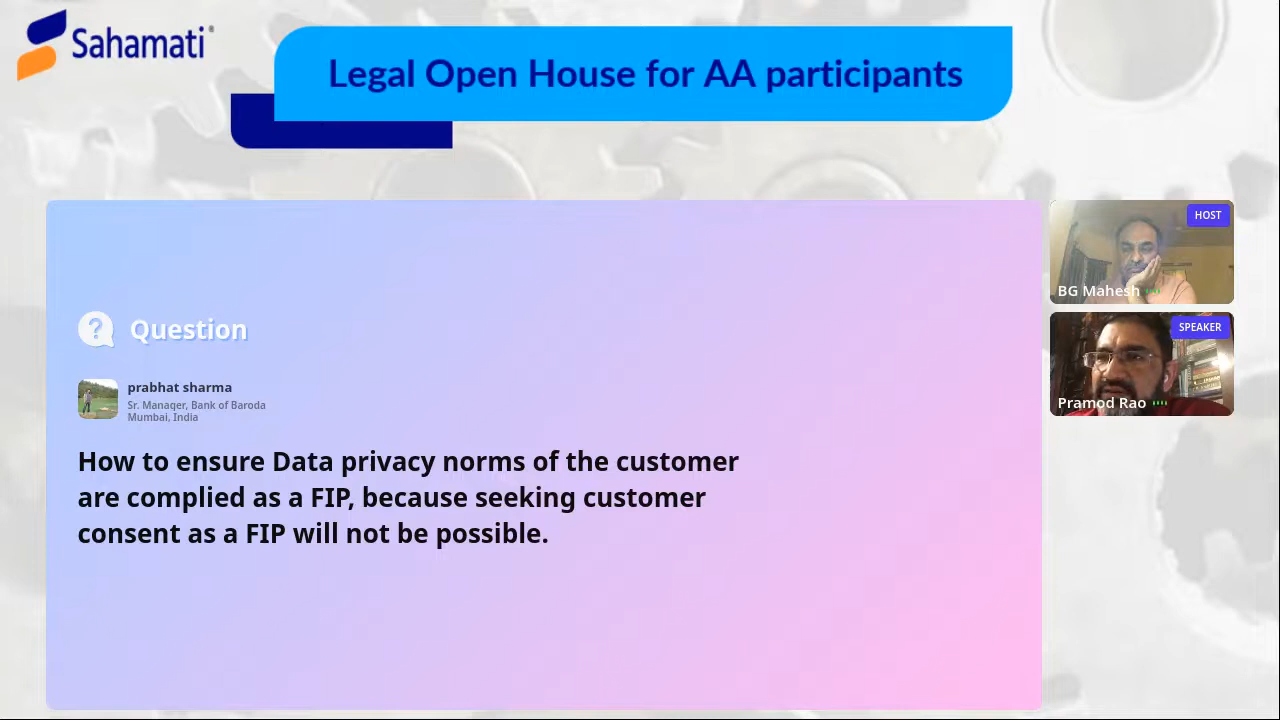 Sahamati®
Legal Open House for AA participants
HOST
BG Mahesh
SPEAKER
Pramod Rao
Question
prabhat sharma
Sr. Manager, Bank of Baroda
Mumbai, India
How to ensure Data privacy norms of the customer
are complied as a FIP, because seeking customer
consent as a FIP will not be possible.